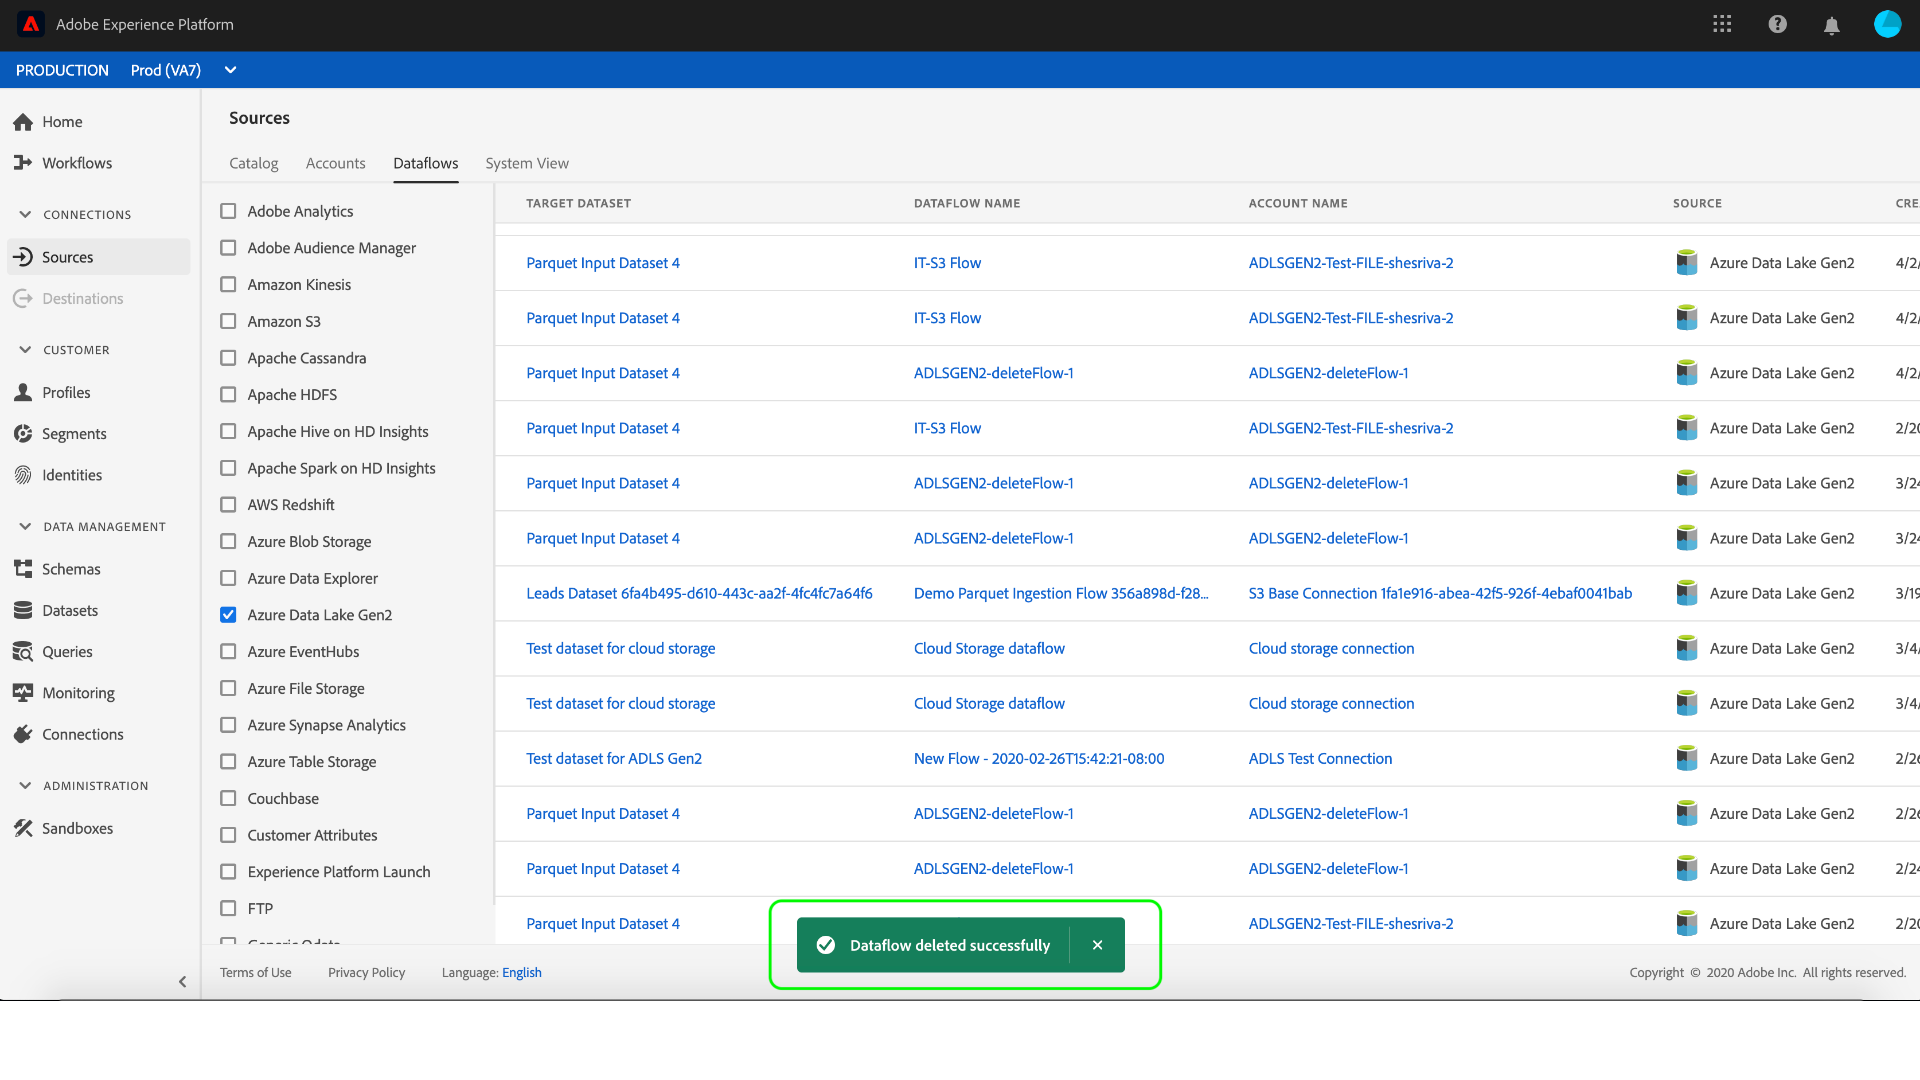 Adobe Experience Platform
PRODUCTION Prod (VA7)
Home
Workflows
CONNECTIONS
Sources
Destinations
CUSTOMER
Profiles
Segments
Identities
DATA MANAGEMENT
Schemas
Datasets
Queries
Monitoring
Connections
ADMINISTRATION
Sandboxes
Sources
Catalog Accounts Dataflows System View
Adobe Analytics
Adobe Audience Manager
Amazon Kinesis
Amazon S3
Apache Cassandra
Apache HDFS
Apache Hive on HD Insights
Apache Spark on HD Insights
AWS Redshift
Azure Blob Storage
Azure Data Explorer
Azure Data Lake Gen2
Azure EventHubs
Azure File Storage
Azure Synapse Analytics
Azure Table Storage
Couchbase
Customer Attributes
Experience Platform Launch
FTP
TARGET DATASET DATAFLOW NAME ACCOUNT NAME SOURCE CRE
Parquet Input Dataset 4 IT-S3 Flow ADLSGEN2-Test-FILE-shesriva-2 Azure Data Lake Gen2 4/2/
Parquet Input Dataset 4 IT-S3 Flow ADLSGEN2-Test-FILE-shesriva-2 Azure Data Lake Gen2 4/2/
Parquet Input Dataset 4 ADLSGEN2-deleteFlow-1 ADLSGEN2-deleteFlow-1 Azure Data Lake Gen2 4/2/
Parquet Input Dataset 4 IT-S3 Flow ADLSGEN2-Test-FILE-shesriva-2 Azure Data Lake Gen2 2/20
Parquet Input Dataset 4 ADLSGEN2-deleteFlow-1 ADLSGEN2-deleteFlow-1 Azure Data Lake Gen2 3/24
Parquet Input Dataset 4 ADLSGEN2-deleteFlow-1 ADLSGEN2-deleteFlow-1 Azure Data Lake Gen2 3/24
Leads Dataset 6fa4b495-d610-443c-aa2f-4fc4fc7a64f6 Demo Parquet Ingestion Flow 356a898d-f28... S3 Base Connection 1fa1e916-abea-42f5-926f-4ebaf0041bab Azure Data Lake Gen2 3/19
Test dataset for cloud storage Cloud Storage dataflow Cloud storage connection Azure Data Lake Gen2 3/4/
Test dataset for cloud storage Cloud Storage dataflow Cloud storage connection Azure Data Lake Gen2 3/4/
Test dataset for ADLS Gen2 New Flow - 2020-02-26T15:42:21-08:00 ADLS Test Connection Azure Data Lake Gen2 2/26
Parquet Input Dataset 4 ADLSGEN2-deleteFlow-1 ADLSGEN2-deleteFlow-1 Azure Data Lake Gen2 2/26
Parquet Input Dataset 4 ADLSGEN2-deleteFlow-1 ADLSGEN2-deleteFlow-1 Azure Data Lake Gen2 2/24
Parquet Input Dataset 4 ADLSGEN2-Test-FILE-shesriva-2 Azure Data Lake Gen2 2/20
Dataflow deleted successfully
Terms of Use Privacy Policy Language: English
Copyright © 2020 Adobe Inc. All rights reserved.